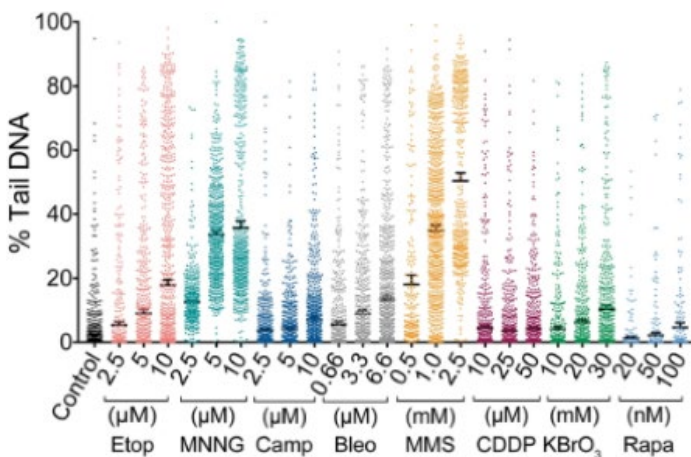 % Tail DNA
100
80
60
40
20
0
Control 2.5 5 10 2.5 5 10 2.5 5 10 0.66 3.3 6.6 0.5 1.0 2.5 10 25 50 10 20 30 20 50 100
(µM) (µM) (µM) (µM) (mM) (µM) (mM) (nM)
Etop MNNG Camp Bleo MMS CDDP KBrO₃ Rapa